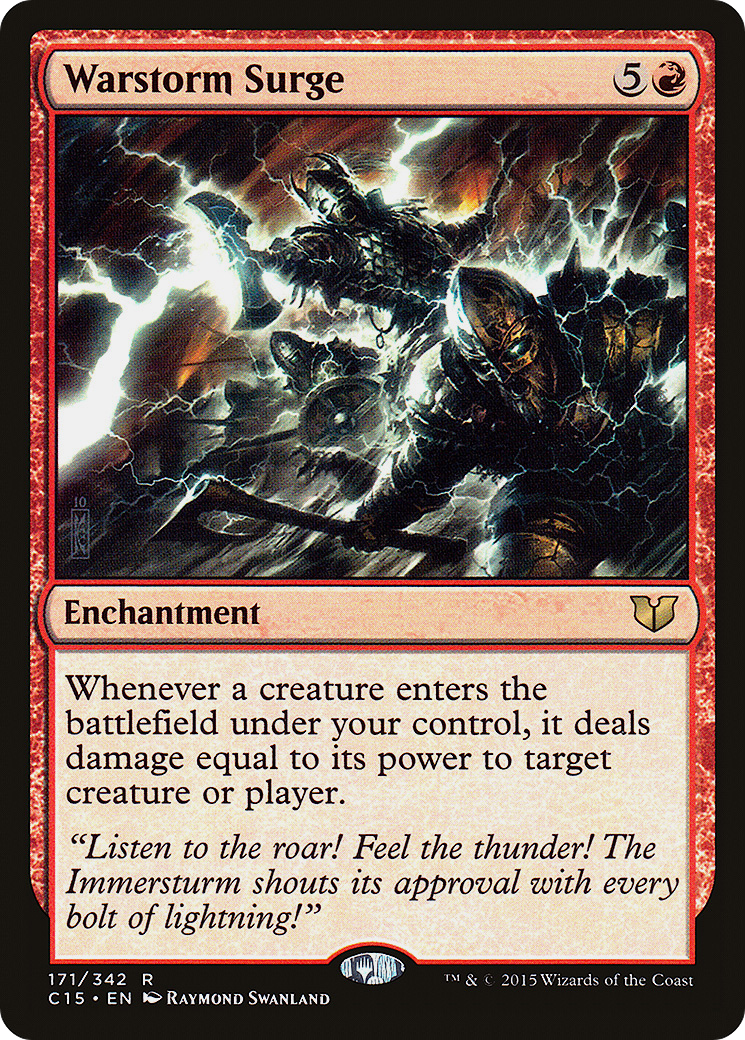 Warstorm Surge 5
10
Enchantment
Whenever a creature enters the
battlefield under your control, it deals
damage equal to its power to target
creature or player.
“Listen to the roar! Feel the thunder! The
Immersturm shouts its approval with every
bolt of lightning!”
171/342 R
™ & © 2015 Wizards of the Coast
C15 • EN Raymond Swanland